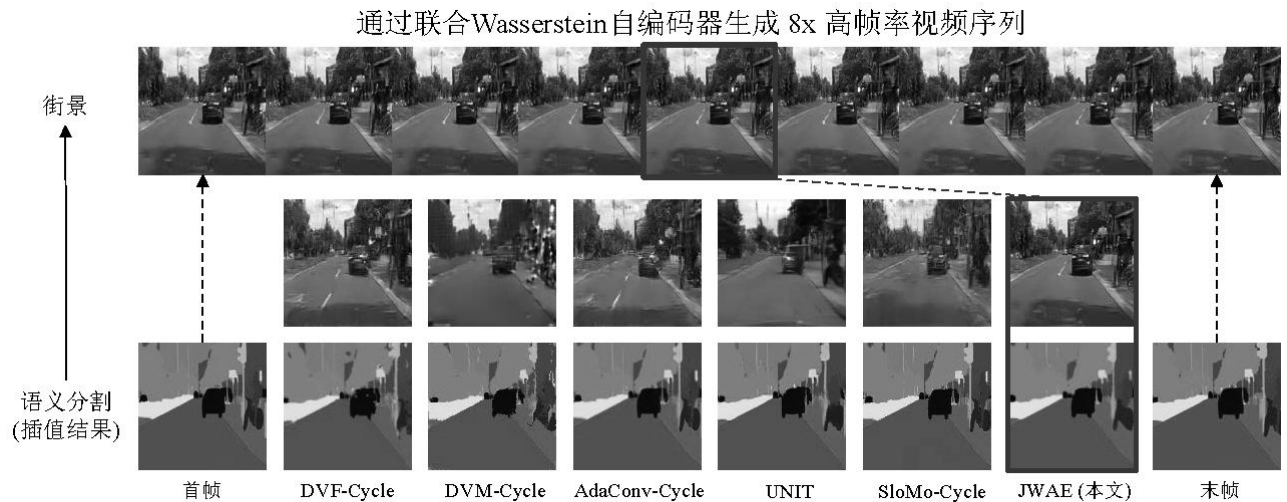 通过联合Wasserstein自编码器生成 8x 高帧率视频序列
街景
语义分割
(插值结果)
首帧
DVF-Cycle
DVM-Cycle
AdaConv-Cycle
UNIT
SloMo-Cycle
JWAE (本文)
末帧